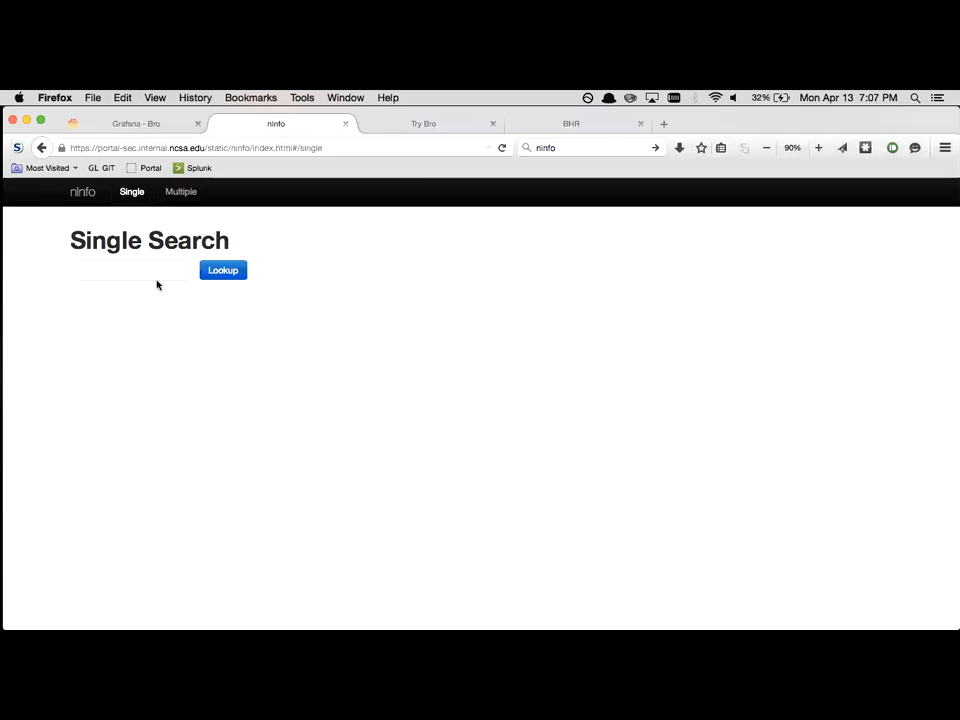 Firefox File Edit View History Bookmarks Tools Window Help 32% Mon Apr 13 7:07 PM
Grafana - Bro ninfo Try Bro BHR
https://portal-sec.internal.ncsa.edu/static/ninfo/index.html#/single ninfo 90%
Most Visited GL GIT Portal Splunk
nInfo Single Multiple
Single Search
Lookup